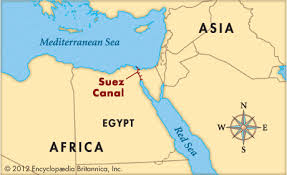 ASIA
Mediterranean Sea
Suez
Canal
EGYPT
AFRICA
Red Sea
N
W
E
S
© 2012 Encyclopædia Britannica, Inc.